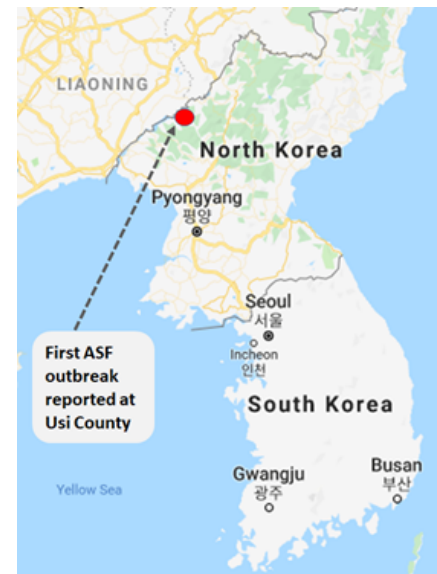 LIAONING
North Korea
Pyongyang
평양
Seoul
서울
Incheon
인천
First ASF
outbreak
reported at
Usi County
South Korea
Gwangju
광주
Busan
부산
Yellow Sea